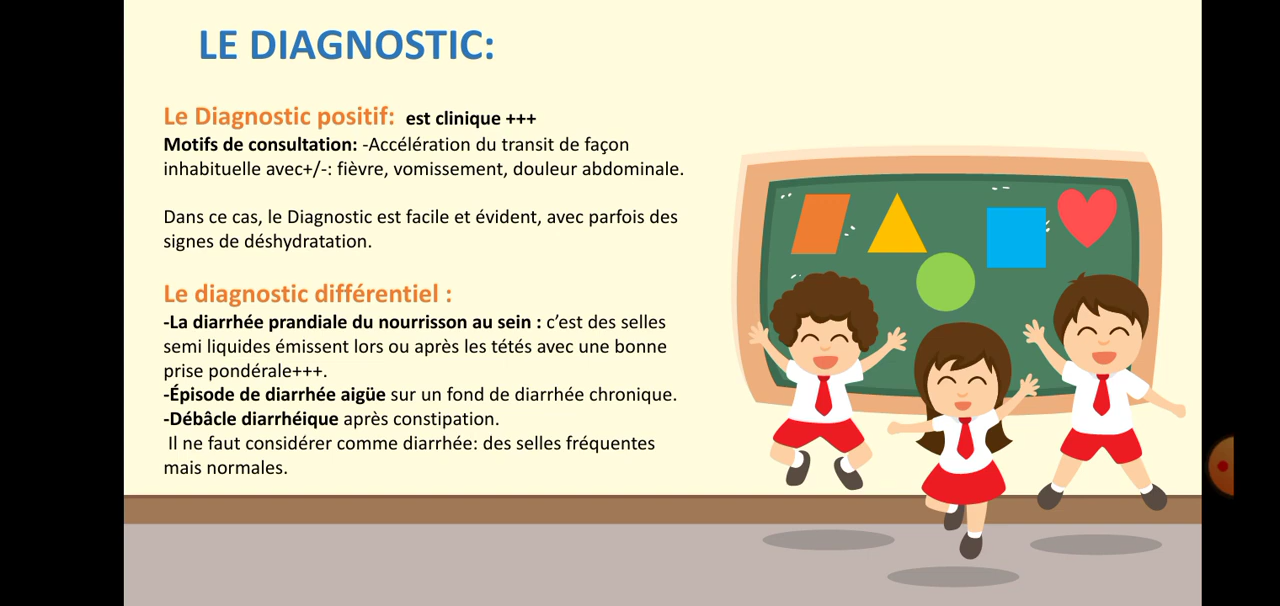 LE DIAGNOSTIC:
Le Diagnostic positif: est clinique +++
Motifs de consultation: -Accélération du transit de façon
inhabituelle avec+/-: fièvre, vomissement, douleur abdominale.
Dans ce cas, le Diagnostic est facile et évident, avec parfois des
signes de déshydratation.
Le diagnostic différentiel :
-La diarrhée prandiale du nourrisson au sein : c’est des selles
semi liquides émissent lors ou après les tétés avec une bonne
prise pondérale+++.
-Épisode de diarrhée aigüe sur un fond de diarrhée chronique.
-Débâcle diarrhéique après constipation.
Il ne faut considérer comme diarrhée: des selles fréquentes
mais normales.